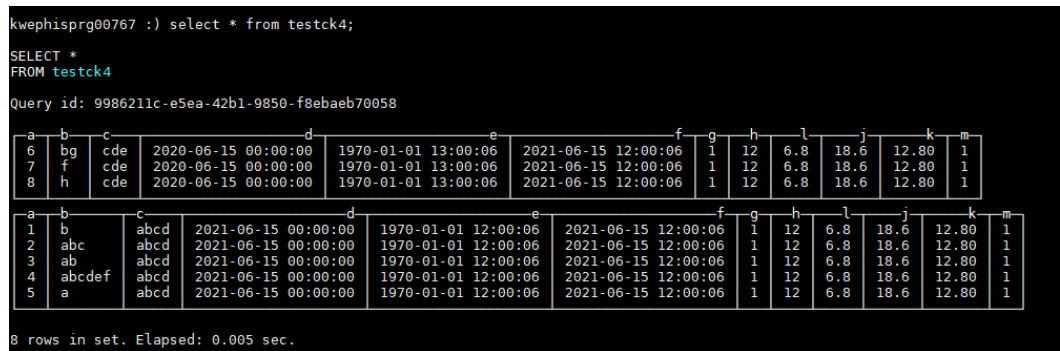 kwephisprg00767 :) select * from testck4;
SELECT *
FROM testck4
Query id: 9986211c-e5ea-42b1-9850-f8ebaeb70058
a b c d e f g h l j k m
6 bg cde 2020-06-15 00:00:00 1970-01-01 13:00:06 2021-06-15 12:00:06 1 12 6.8 18.6 12.80 1
7 f cde 2020-06-15 00:00:00 1970-01-01 13:00:06 2021-06-15 12:00:06 1 12 6.8 18.6 12.80 1
8 h cde 2020-06-15 00:00:00 1970-01-01 13:00:06 2021-06-15 12:00:06 1 12 6.8 18.6 12.80 1
a b c d e f g h l j k m
1 b abcd 2021-06-15 00:00:00 1970-01-01 12:00:06 2021-06-15 12:00:06 1 12 6.8 18.6 12.80 1
2 abc abcd 2021-06-15 00:00:00 1970-01-01 12:00:06 2021-06-15 12:00:06 1 12 6.8 18.6 12.80 1
3 ab abcd 2021-06-15 00:00:00 1970-01-01 12:00:06 2021-06-15 12:00:06 1 12 6.8 18.6 12.80 1
4 abcdef abcd 2021-06-15 00:00:00 1970-01-01 12:00:06 2021-06-15 12:00:06 1 12 6.8 18.6 12.80 1
5 a abcd 2021-06-15 00:00:00 1970-01-01 12:00:06 2021-06-15 12:00:06 1 12 6.8 18.6 12.80 1
8 rows in set. Elapsed: 0.005 sec.